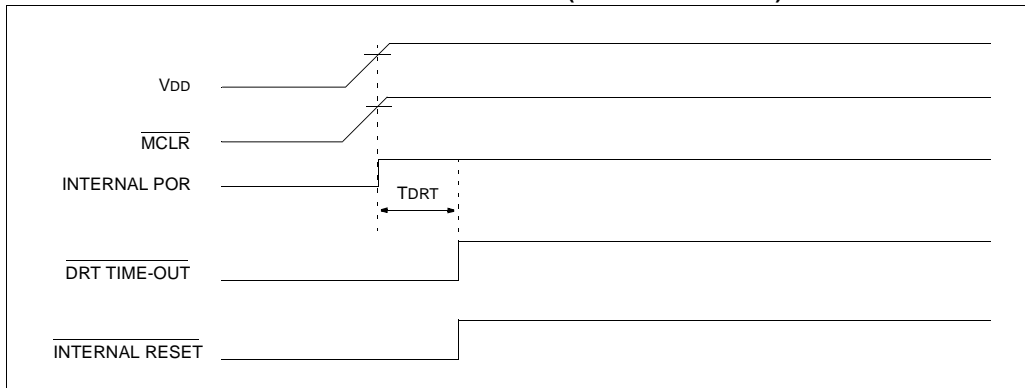 VDD
MCLR
INTERNAL POR
TDRT
DRT TIME-OUT
INTERNAL RESET